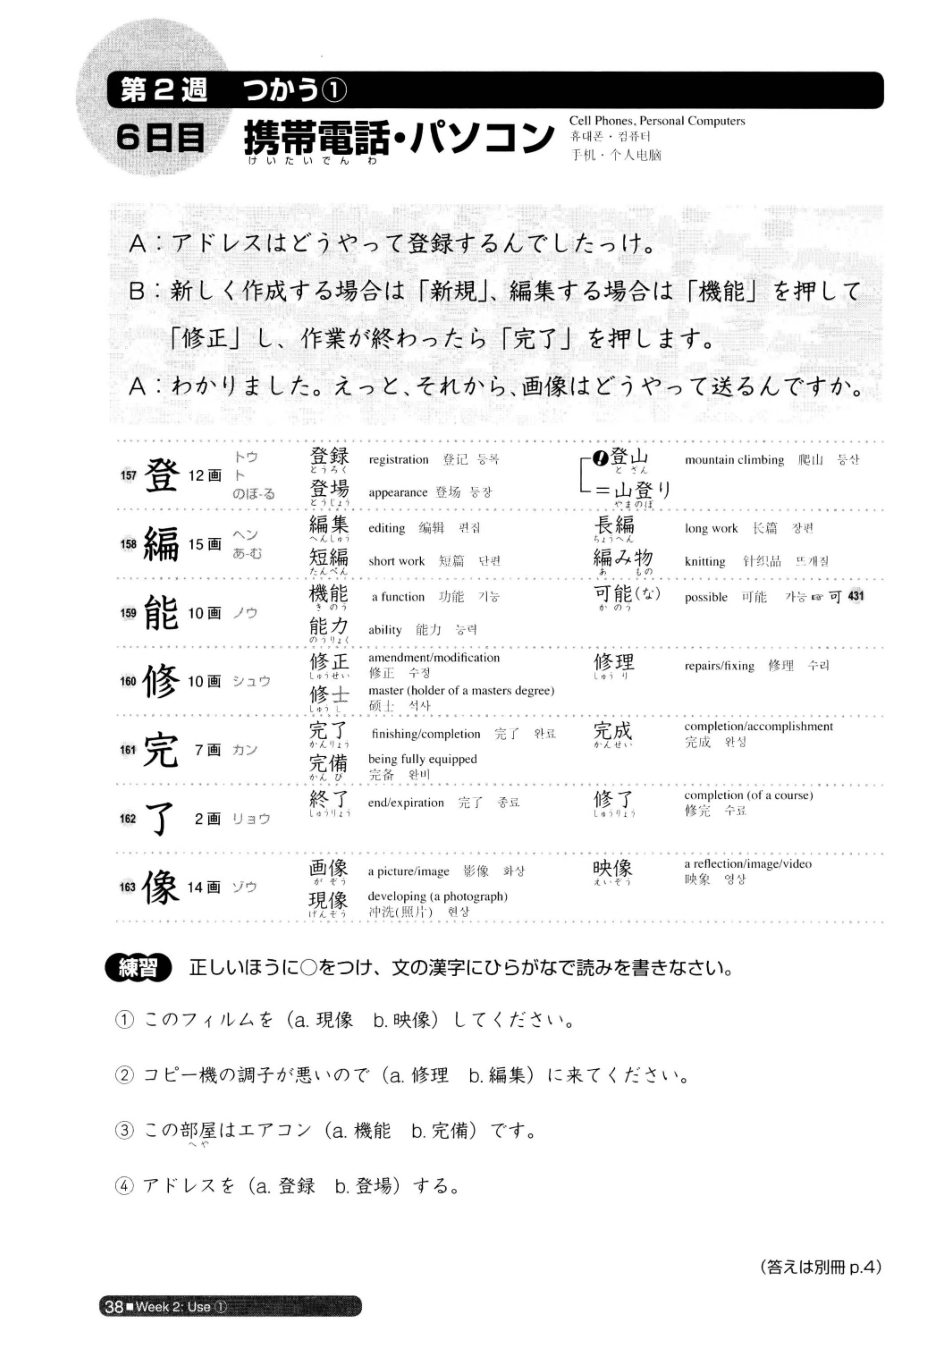 第2週 つかう①
6日目 携帯電話・パソコン
けいたいでんわ
Cell Phones, Personal Computers
휴대폰・컴퓨터
手机・个人电脑
A：アドレスはどうやって登録するんでしたっけ。
B：新しく作成する場合は「新規」、編集する場合は「機能」を押して
「修正」し、作業が終わったら「完了」を押します。
A：わかりました。えっと、それから、画像はどうやって送るんですか。
157 登 12画 トウ ト のぼ-る
登録 とうろく registration 登记 등록
登場 とうじょう appearance 登场 등장
登山 とざん mountain climbing 爬山 등산
＝山登り やまのぼ
158 編 15画 ヘン あ-む
編集 へんしゅう editing 编辑 편집
短編 たんぺん short work 短篇 단편
長編 ちょうへん long work 长篇 장편
編み物 あ もの knitting 针织品 뜨개질
159 能 10画 ノウ
機能 きのう a function 功能 기능
能力 のうりょく ability 能力 능력
可能(な) かのう possible 可能 가능 ☞可 431
160 修 10画 シュウ
修正 しゅうせい amendment/modification 修正 수정
修士 しゅうし master (holder of a masters degree) 硕士 석사
修理 しゅうり repairs/fixing 修理 수리
161 完 7画 カン
完了 かんりょう finishing/completion 完了 완료
完備 かんび being fully equipped 完备 완비
完成 かんせい completion/accomplishment 完成 완성
162 了 2画 リョウ
終了 しゅうりょう end/expiration 完了 종료
修了 しゅうりょう completion (of a course) 修完 수료
163 像 14画 ゾウ
画像 がぞう a picture/image 影像 화상
現像 げんぞう developing (a photograph) 冲洗(照片) 현상
映像 えいぞう a reflection/image/video 映象 영상
練習 正しいほうに○をつけ、文の漢字にひらがなで読みを書きなさい。
① このフィルムを（a. 現像 b. 映像）してください。
② コピー機の調子が悪いので（a. 修理 b. 編集）に来てください。
③ この部屋はエアコン（a. 機能 b. 完備）です。
へや
④ アドレスを（a. 登録 b. 登場）する。
（答えは別冊 p.4）
38 ■ Week 2: Use ①